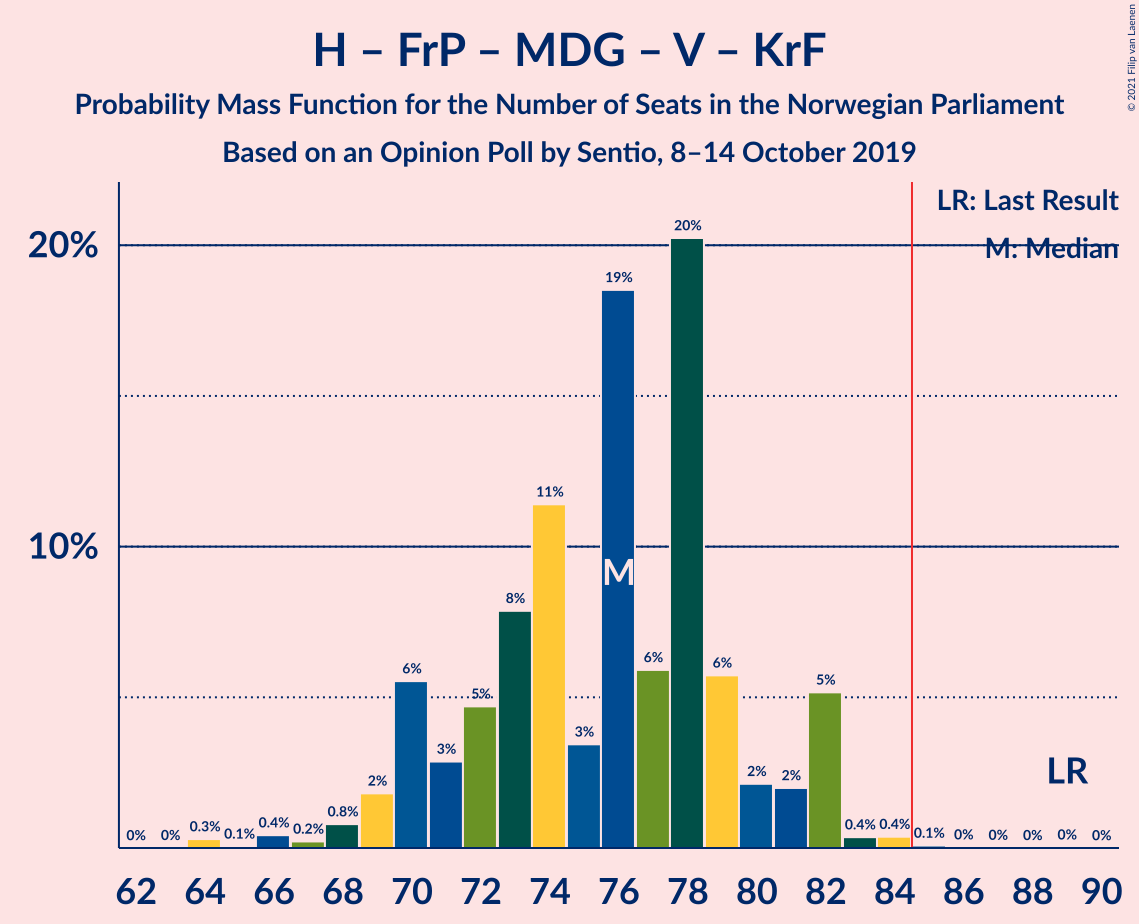 H – FrP – MDG – V – KrF
Probability Mass Function for the Number of Seats in the Norwegian Parliament
Based on an Opinion Poll by Sentio, 8–14 October 2019
© 2021 Filip van Laenen
LR: Last Result
M: Median
20%
10%
0% 0% 0.3% 0.1% 0.4% 0.2% 0.8% 2% 6% 3% 5% 8% 11% 3% 19% 6% 20% 6% 2% 2% 5% 0.4% 0.4% 0.1% 0% 0% 0% 0% 0%
M
LR
62 64 66 68 70 72 74 76 78 80 82 84 86 88 90